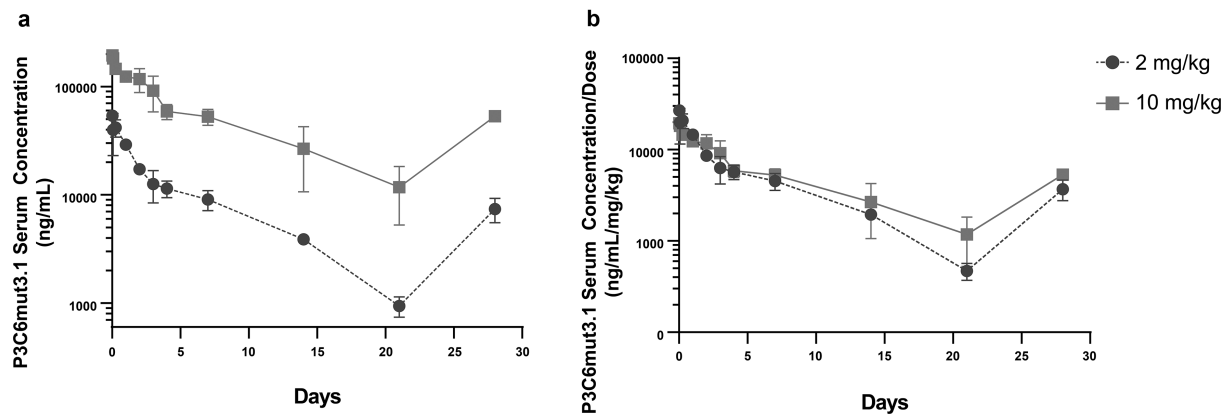 a
P3C6mut3.1 Serum Concentration
(ng/mL)
100000
10000
1000
0
5
10
15
20
25
30
Days
b
P3C6mut3.1 Serum Concentration/Dose
(ng/mL/mg/kg)
100000
10000
1000
0
0
5
10
15
20
25
30
Days
2 mg/kg
10 mg/kg